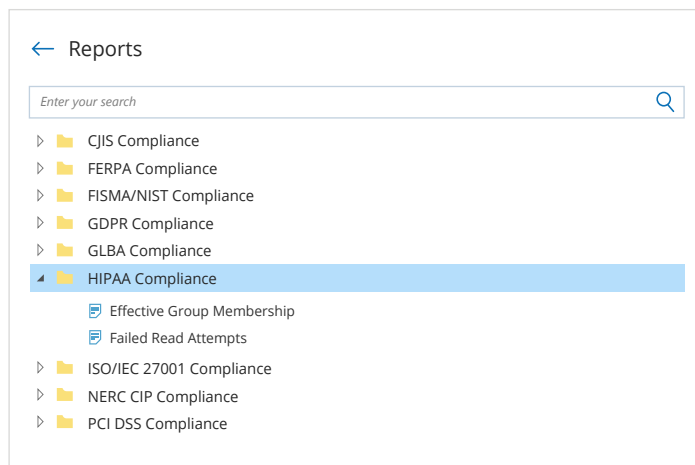 Reports
Enter your search
CJIS Compliance
FERPA Compliance
FISMA/NIST Compliance
GDPR Compliance
GLBA Compliance
HIPAA Compliance
Effective Group Membership
Failed Read Attempts
ISO/IEC 27001 Compliance
NERC CIP Compliance
PCI DSS Compliance